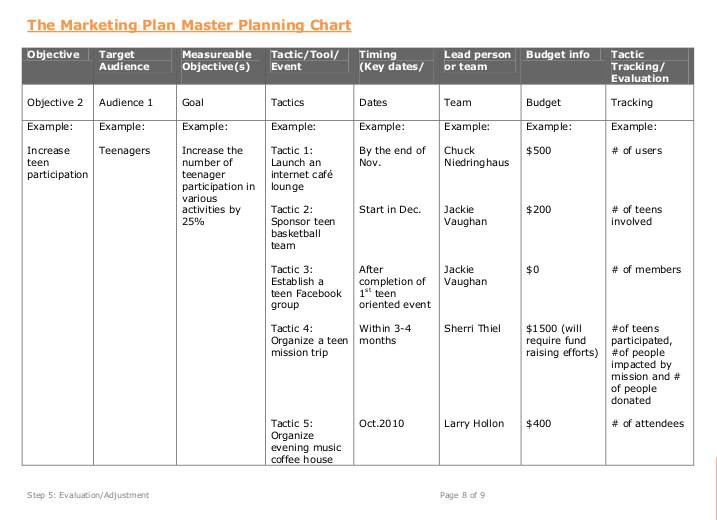 The Marketing Plan Master Planning Chart
Objective
Target
Audience
Measureable
Objective(s)
Tactic/Tool/
Event
Timing
(Key dates/
Lead person
or team
Budget info
Tactic
Tracking/
Evaluation
Objective 2
Audience 1
Goal
Tactics
Dates
Team
Budget
Tracking
Example:
Increase
teen
participation
Example:
Teenagers
Example:
Increase the
number of
teenager
participation in
various
activities by
25%
Example:
Tactic 1:
Launch an
internet café
lounge
Example:
By the end of
Nov.
Example:
Chuck
Niedringhaus
Example:
$500
Example:
# of users
Tactic 2:
Sponsor teen
basketball
team
Start in Dec.
Jackie
Vaughan
$200
# of teens
involved
Tactic 3:
Establish a
teen Facebook
group
After
completion of
1st teen
oriented event
Jackie
Vaughan
$0
# of members
Tactic 4:
Organize a teen
mission trip
Within 3-4
months
Sherri Thiel
$1500 (will
require fund
raising efforts)
#of teens
participated,
#of people
impacted by
mission and #
of people
donated
Tactic 5:
Organize
evening music
coffee house
Oct.2010
Larry Hollon
$400
# of attendees
Step 5: Evaluation/Adjustment
Page 8 of 9